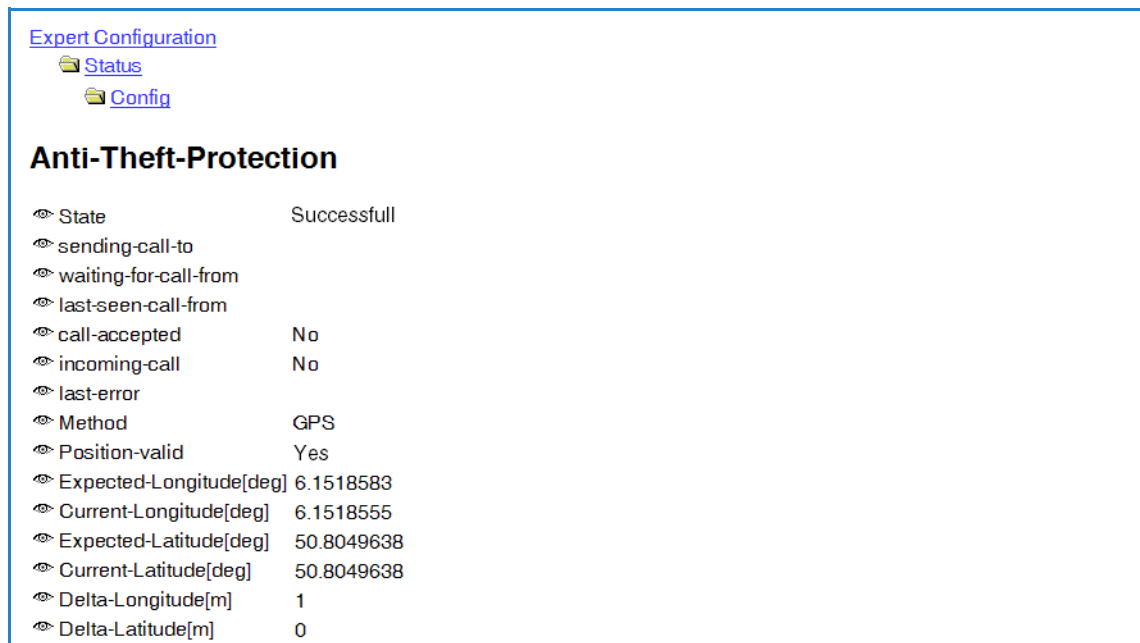 Expert Configuration
Status
Config
Anti-Theft-Protection
State Successfull
sending-call-to
waiting-for-call-from
last-seen-call-from
call-accepted No
incoming-call No
last-error
Method GPS
Position-valid Yes
Expected-Longitude[deg] 6.1518583
Current-Longitude[deg] 6.1518555
Expected-Latitude[deg] 50.8049638
Current-Latitude[deg] 50.8049638
Delta-Longitude[m] 1
Delta-Latitude[m] 0